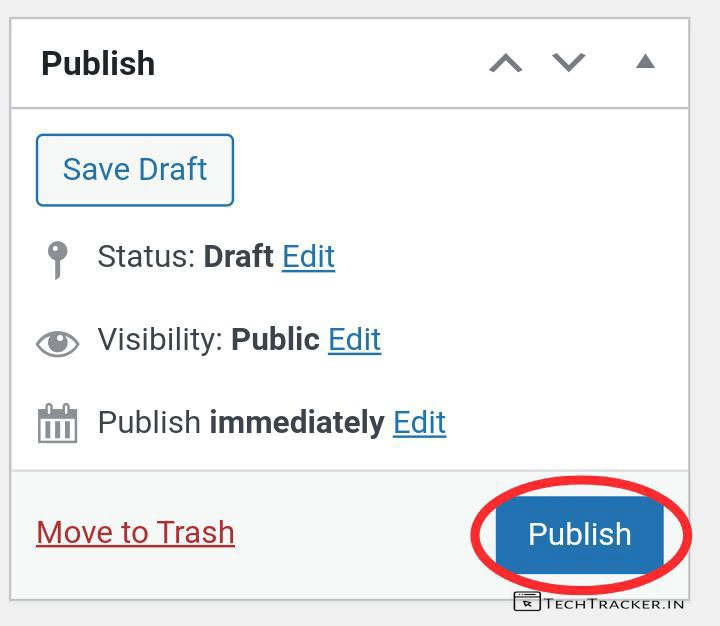 Publish
Save Draft
Status: Draft Edit
Visibility: Public Edit
Publish immediately Edit
Move to Trash
Publish
TECHTRACKER.IN